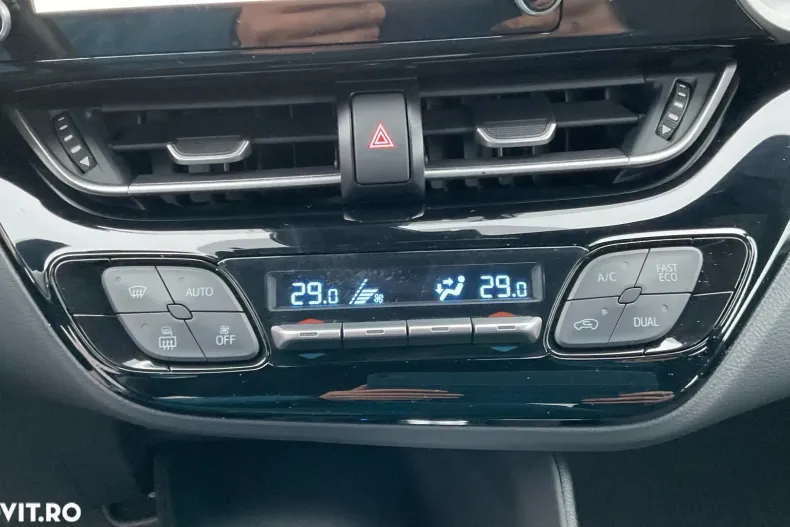 29.0 29.0
AUTO
OFF
A/C FAST
ECO
DUAL
VIT.RO